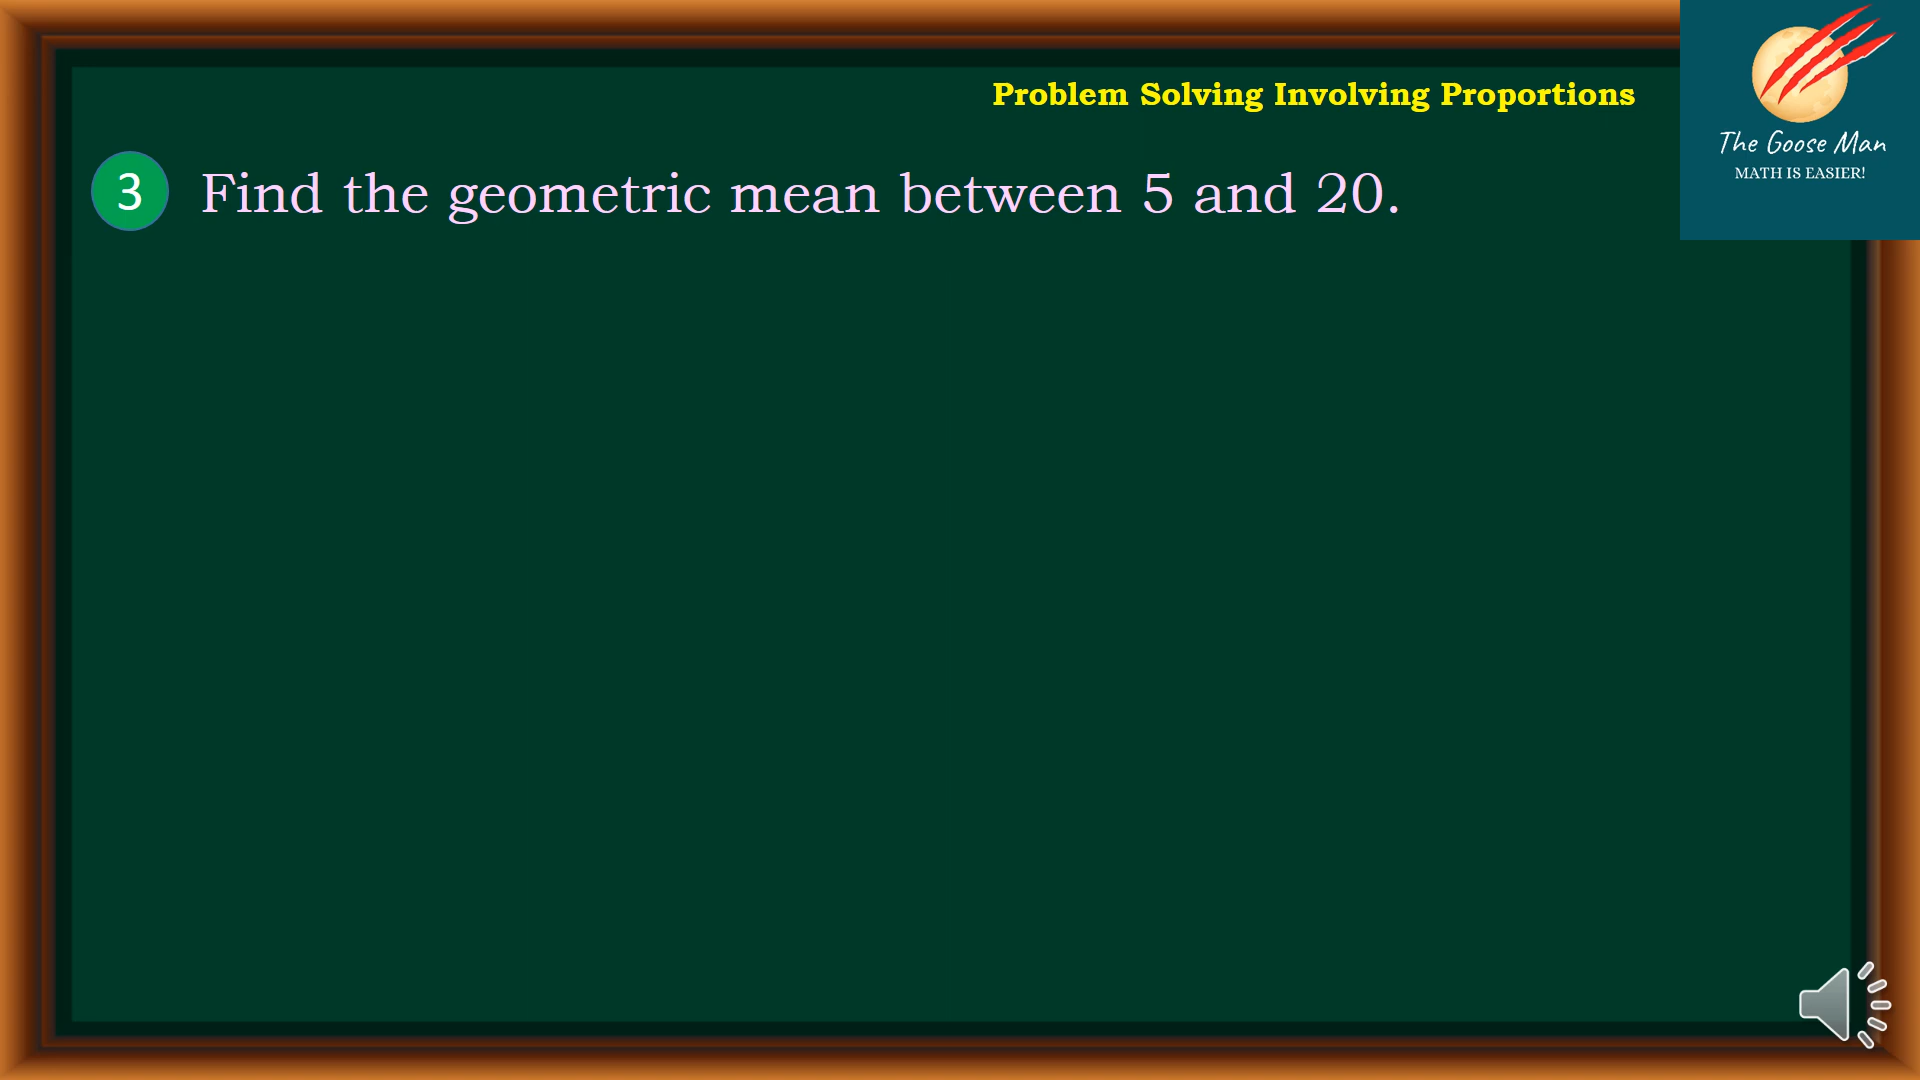 Problem Solving Involving Proportions
The Goose Man
MATH IS EASIER!
3 Find the geometric mean between 5 and 20.